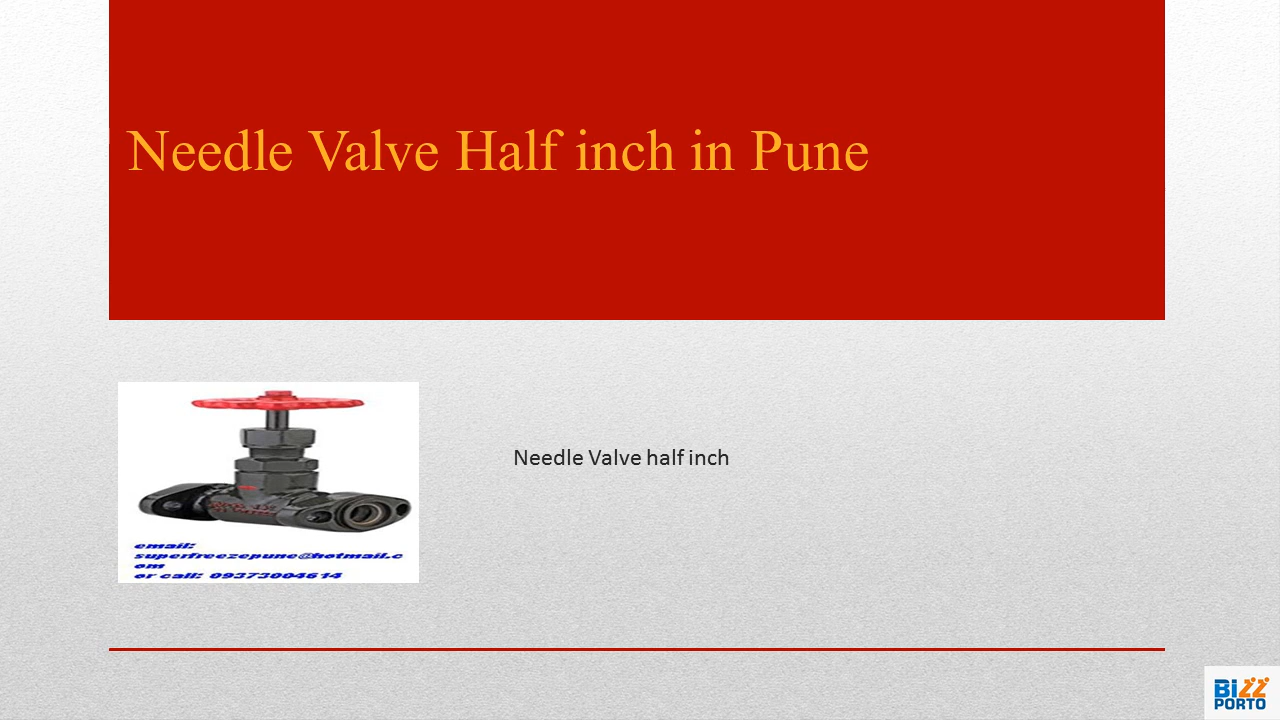 Needle Valve Half inch in Pune
Needle Valve half inch
email:
superfreezepune@hotmail.c
om
or call: 09373004614
BiZZ
PORTO